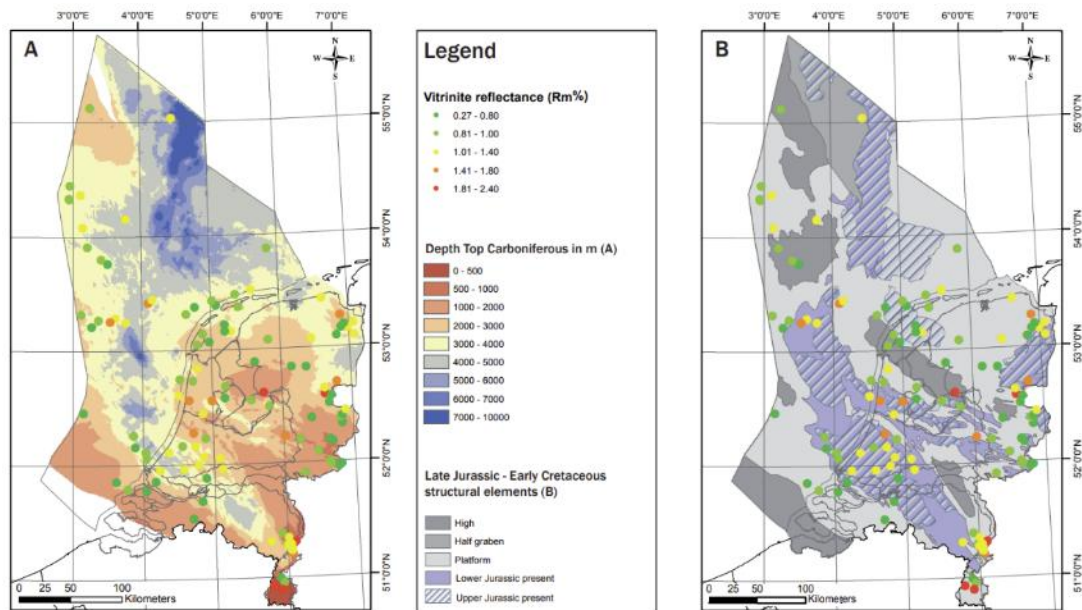 3°0'0"E 4°0'0"E 5°0'0"E 6°0'0"E 7°0'0"E
A
N
W E
S
55°0'0"N
54°0'0"N
53°0'0"N
52°0'0"N
51°0'0"N
0 25 50 100
Kilometers
Legend
Vitrinite reflectance (Rm%)
0.27 - 0.80
0.81 - 1.00
1.01 - 1.40
1.41 - 1.80
1.81 - 2.40
Depth Top Carboniferous in m (A)
0 - 500
500 - 1000
1000 - 2000
2000 - 3000
3000 - 4000
4000 - 5000
5000 - 6000
6000 - 7000
7000 - 10000
Late Jurassic - Early Cretaceous
structural elements (B)
High
Half graben
Platform
Lower Jurassic present
Upper Jurassic present
3°0'0"E 4°0'0"E 5°0'0"E 6°0'0"E 7°0'0"E
B
N
W E
S
55°0'0"N
54°0'0"N
53°0'0"N
52°0'0"N
51°0'0"N
0 25 50 100
Kilometers